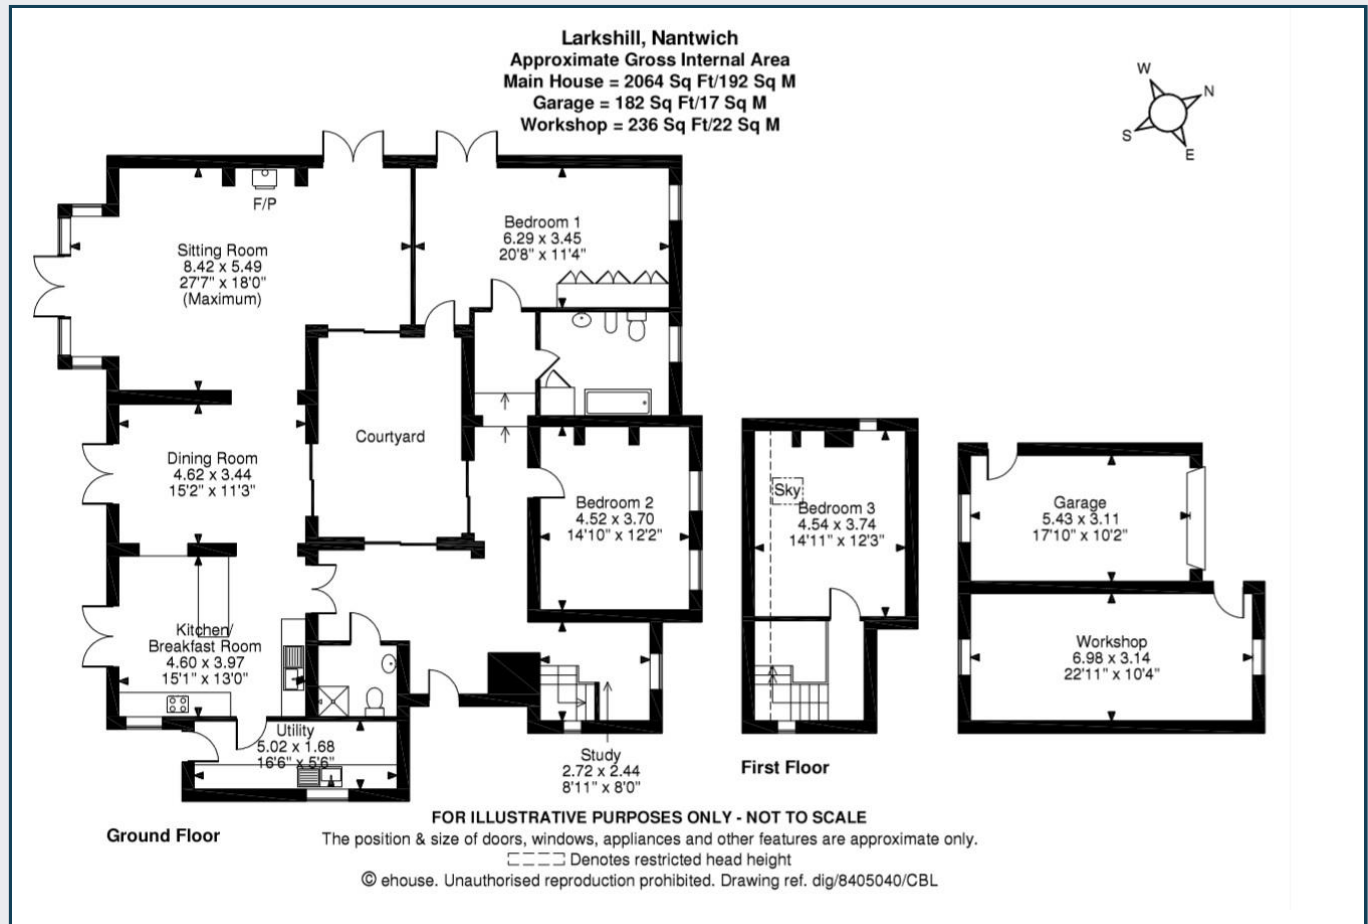 Larkshill, Nantwich
Approximate Gross Internal Area
Main House = 2064 Sq Ft/192 Sq M
Garage = 182 Sq Ft/17 Sq M
Workshop = 236 Sq Ft/22 Sq M
W
N
S
E
F/P
Sitting Room
8.42 x 5.49
27'7" x 18'0"
(Maximum)
Bedroom 1
6.29 x 3.45
20'8" x 11'4"
Courtyard
Dining Room
4.62 x 3.44
15'2" x 11'3"
Bedroom 2
4.52 x 3.70
14'10" x 12'2"
Kitchen/
Breakfast Room
4.60 x 3.97
15'1" x 13'0"
Utility
5.02 x 1.68
16'6" x 5'6"
Study
2.72 x 2.44
8'11" x 8'0"
Ground Floor
Sky
Bedroom 3
4.54 x 3.74
14'11" x 12'3"
First Floor
Garage
5.43 x 3.11
17'10" x 10'2"
Workshop
6.98 x 3.14
22'11" x 10'4"
FOR ILLUSTRATIVE PURPOSES ONLY - NOT TO SCALE
The position & size of doors, windows, appliances and other features are approximate only.
Denotes restricted head height
© ehouse. Unauthorised reproduction prohibited. Drawing ref. dig/8405040/CBL